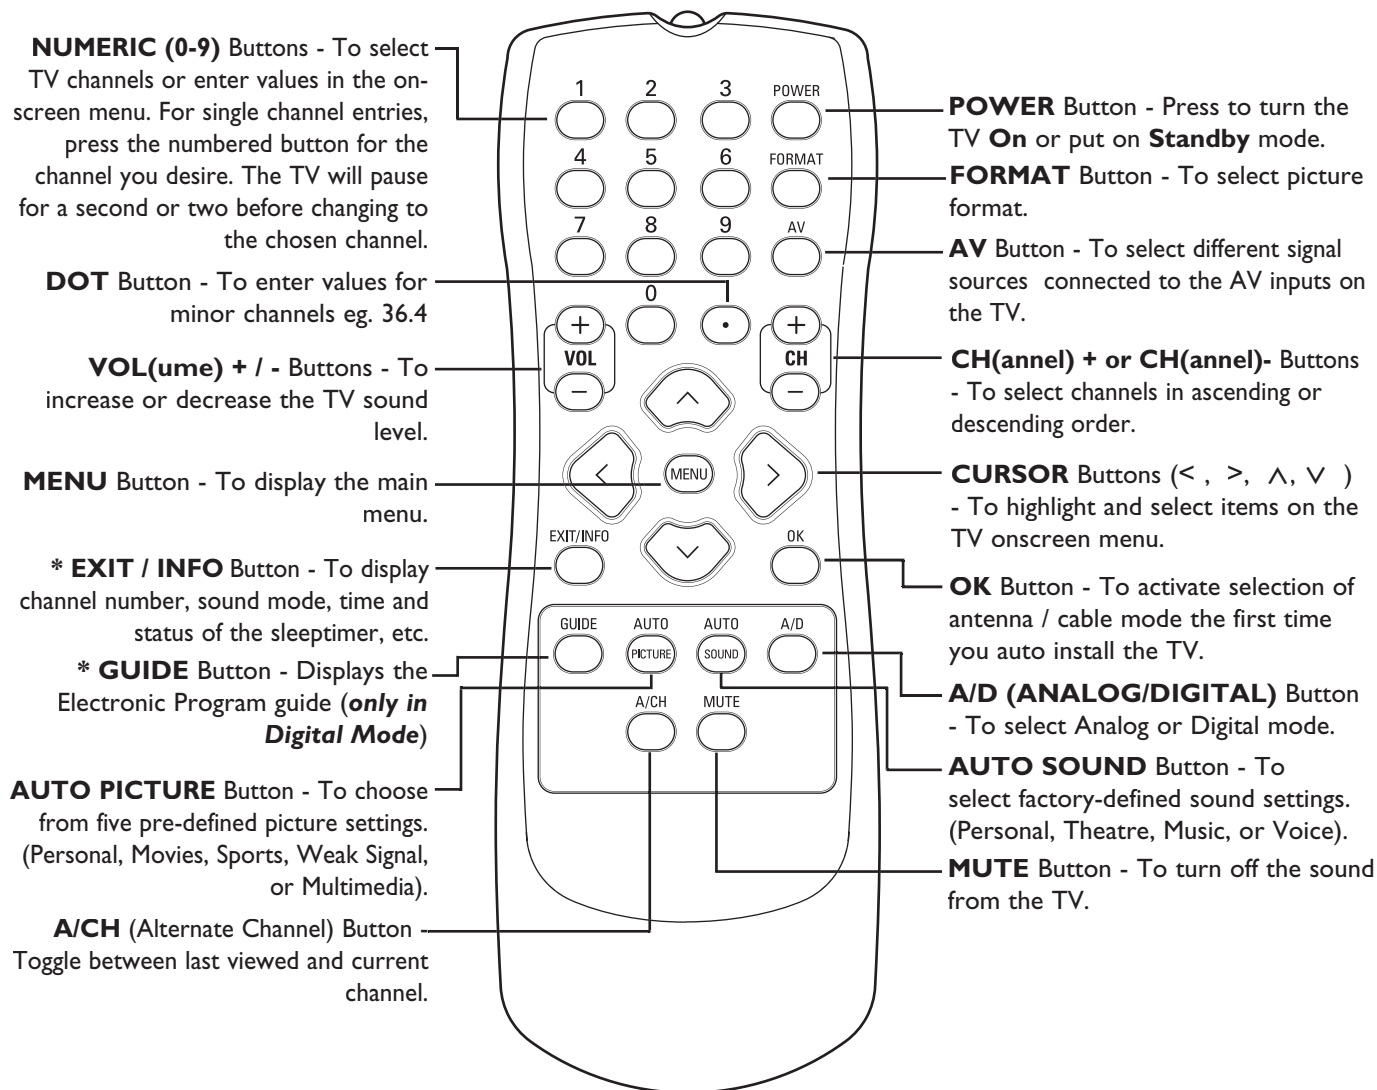 NUMERIC (0-9) Buttons - To select
TV channels or enter values in the on-
screen menu. For single channel entries,
press the numbered button for the
channel you desire. The TV will pause
for a second or two before changing to
the chosen channel.
DOT Button - To enter values for
minor channels eg. 36.4
VOL(ume) + / - Buttons - To
increase or decrease the TV sound
level.
MENU Button - To display the main
menu.
* EXIT / INFO Button - To display
channel number, sound mode, time and
status of the sleeptimer, etc.
* GUIDE Button - Displays the
Electronic Program guide (only in
Digital Mode)
AUTO PICTURE Button - To choose
from five pre-defined picture settings.
(Personal, Movies, Sports, Weak Signal,
or Multimedia).
A/CH (Alternate Channel) Button -
Toggle between last viewed and current
channel.
1 2 3 POWER
4 5 6 FORMAT
7 8 9 AV
0
+ • +
VOL CH
− −
∧
< MENU >
EXIT/INFO ∨ OK
GUIDE AUTO AUTO A/D
PICTURE SOUND
A/CH MUTE
POWER Button - Press to turn the
TV On or put on Standby mode.
FORMAT Button - To select picture
format.
AV Button - To select different signal
sources connected to the AV inputs on
the TV.
CH(annel) + or CH(annel)- Buttons
- To select channels in ascending or
descending order.
CURSOR Buttons (< , >, ∧, ∨ )
- To highlight and select items on the
TV onscreen menu.
OK Button - To activate selection of
antenna / cable mode the first time
you auto install the TV.
A/D (ANALOG/DIGITAL) Button
- To select Analog or Digital mode.
AUTO SOUND Button - To
select factory-defined sound settings.
(Personal, Theatre, Music, or Voice).
MUTE Button - To turn off the sound
from the TV.